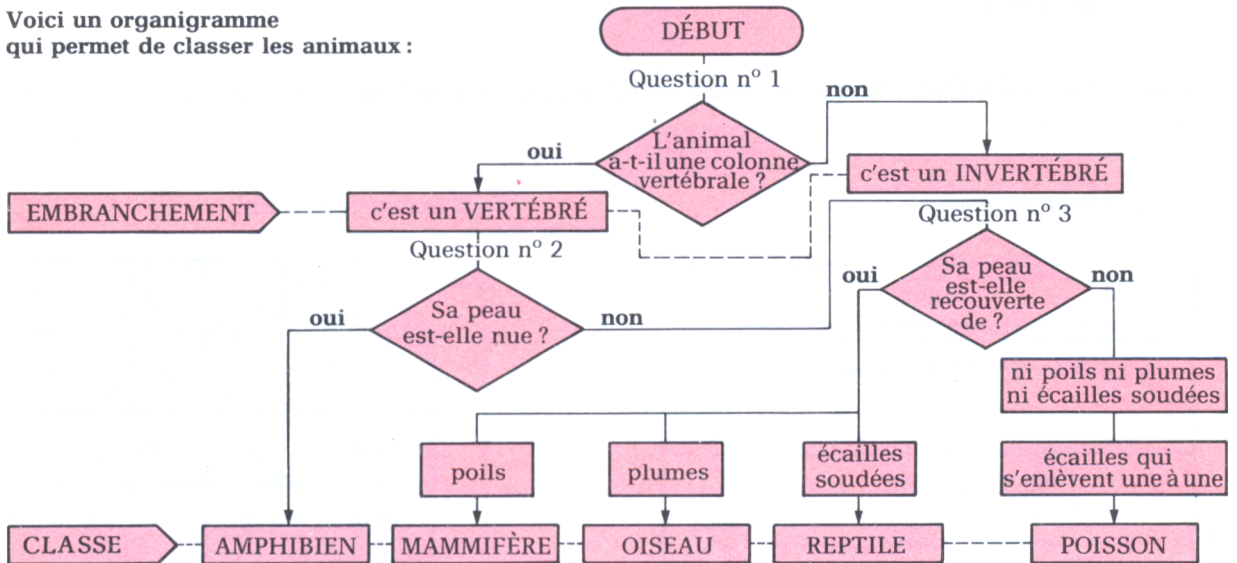 Voici un organigramme
qui permet de classer les animaux :
DÉBUT
Question nº 1
non
L'animal
a-t-il une colonne
vertébrale ?
oui
c'est un INVERTÉBRÉ
EMBRANCHEMENT
c'est un VERTÉBRÉ
Question nº 3
Question nº 2
oui
Sa peau
est-elle
recouverte
de ?
non
oui
Sa peau
est-elle nue ?
non
ni poils ni plumes
ni écailles soudées
poils
plumes
écailles
soudées
écailles qui
s'enlèvent une à une
CLASSE
AMPHIBIEN
MAMMIFÈRE
OISEAU
REPTILE
POISSON